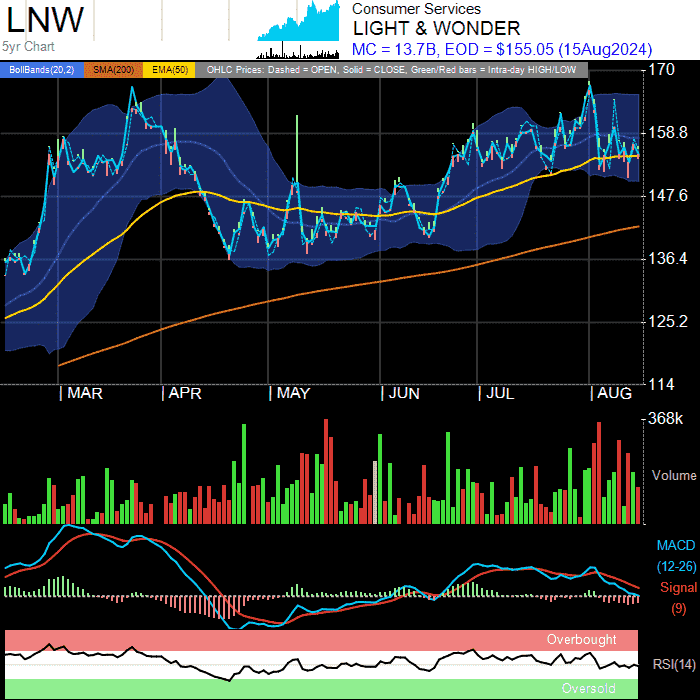 LNW
5yr Chart
Consumer Services
LIGHT & WONDER
MC = 13.7B, EOD = $155.05 (15Aug2024)
BollBands(20,2) SMA(200) EMA(50) OHLC Prices: Dashed = OPEN, Solid = CLOSE, Green/Red bars = Intra-day HIGH/LOW
170
158.8
147.6
136.4
125.2
114
| MAR | APR | MAY | JUN | JUL | AUG
368k
Volume
MACD
(12-26)
Signal
(9)
Overbought
RSI(14)
Oversold